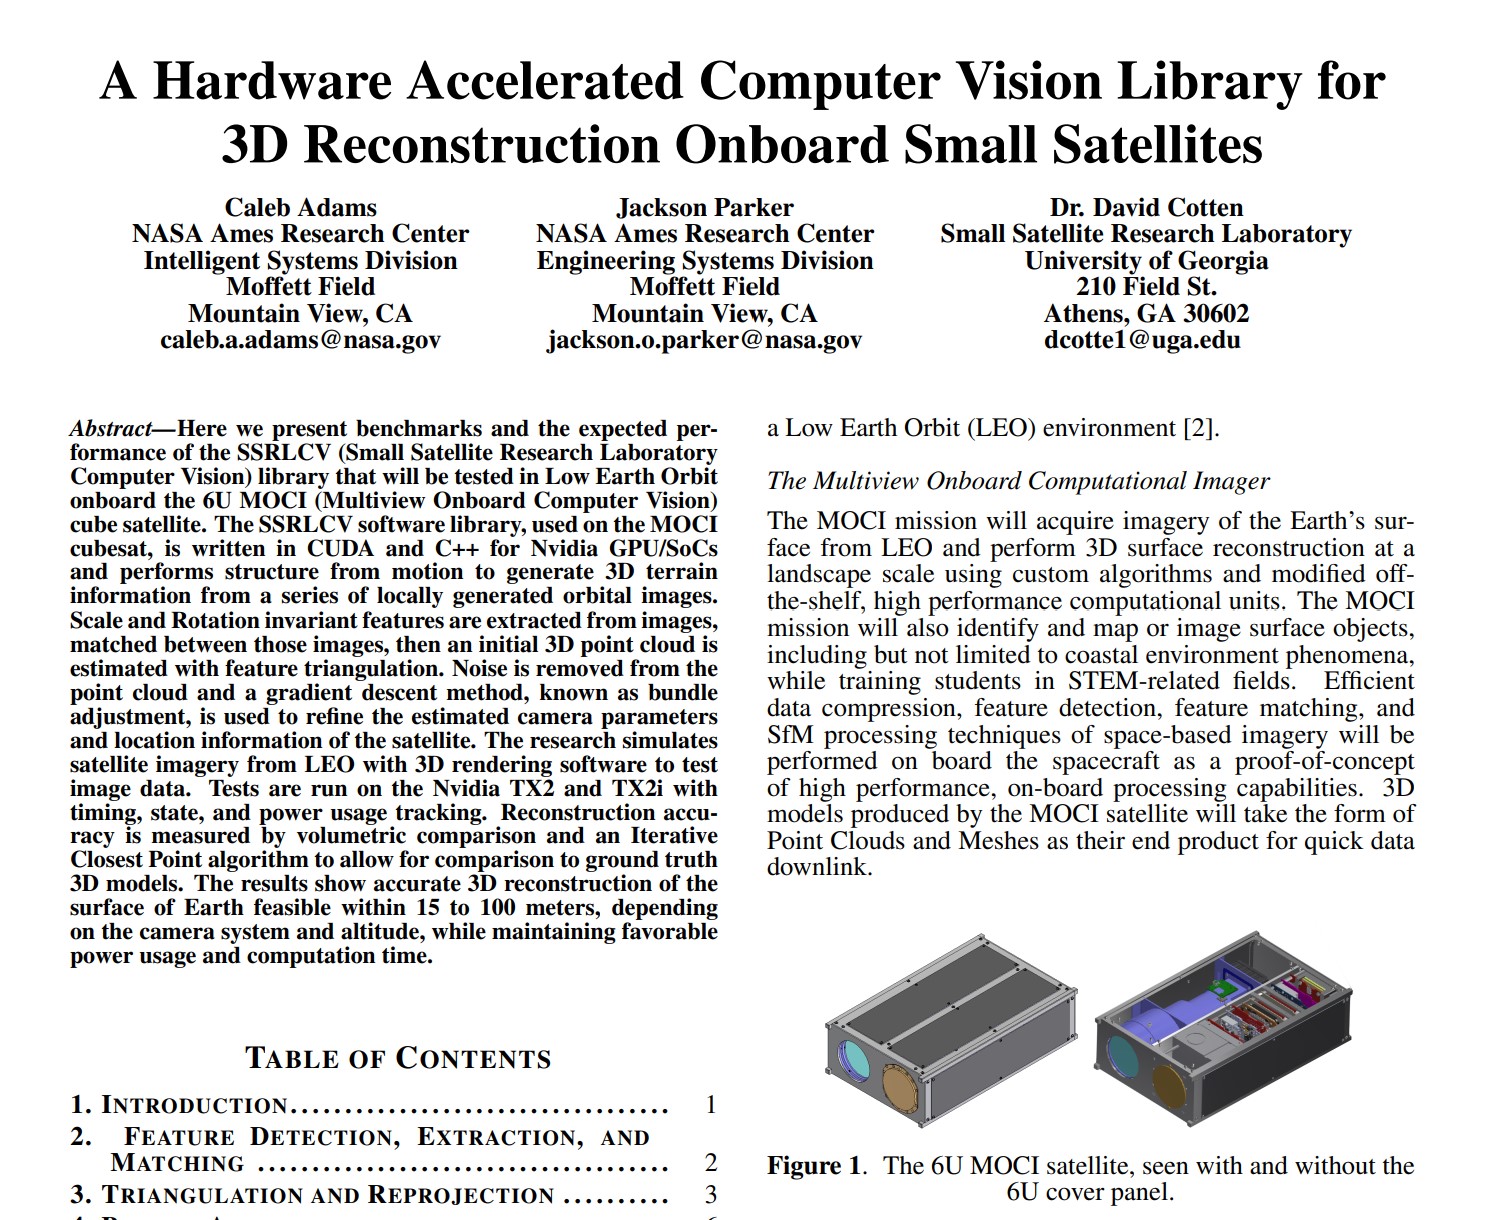 A Hardware Accelerated Computer Vision Library for
3D Reconstruction Onboard Small Satellites
Caleb Adams
NASA Ames Research Center
Intelligent Systems Division
Moffett Field
Mountain View, CA
caleb.a.adams@nasa.gov
Jackson Parker
NASA Ames Research Center
Engineering Systems Division
Moffett Field
Mountain View, CA
jackson.o.parker@nasa.gov
Dr. David Cotten
Small Satellite Research Laboratory
University of Georgia
210 Field St.
Athens, GA 30602
dcotte1@uga.edu
Abstract—Here we present benchmarks and the expected per-
formance of the SSRLCV (Small Satellite Research Laboratory
Computer Vision) library that will be tested in Low Earth Orbit
onboard the 6U MOCI (Multiview Onboard Computer Vision)
cube satellite. The SSRLCV software library, used on the MOCI
cubesat, is written in CUDA and C++ for Nvidia GPU/SoCs
and performs structure from motion to generate 3D terrain
information from a series of locally generated orbital images.
Scale and Rotation invariant features are extracted from images,
matched between those images, then an initial 3D point cloud is
estimated with feature triangulation. Noise is removed from the
point cloud and a gradient descent method, known as bundle
adjustment, is used to refine the estimated camera parameters
and location information of the satellite. The research simulates
satellite imagery from LEO with 3D rendering software to test
image data. Tests are run on the Nvidia TX2 and TX2i with
timing, state, and power usage tracking. Reconstruction accu-
racy is measured by volumetric comparison and an Iterative
Closest Point algorithm to allow for comparison to ground truth
3D models. The results show accurate 3D reconstruction of the
surface of Earth feasible within 15 to 100 meters, depending
on the camera system and altitude, while maintaining favorable
power usage and computation time.
TABLE OF CONTENTS
1. INTRODUCTION.................................. 1
2. FEATURE DETECTION, EXTRACTION, AND
MATCHING ..................................... 2
3. TRIANGULATION AND REPROJECTION .......... 3
a Low Earth Orbit (LEO) environment [2].
The Multiview Onboard Computational Imager
The MOCI mission will acquire imagery of the Earth's sur-
face from LEO and perform 3D surface reconstruction at a
landscape scale using custom algorithms and modified off-
the-shelf, high performance computational units. The MOCI
mission will also identify and map or image surface objects,
including but not limited to coastal environment phenomena,
while training students in STEM-related fields. Efficient
data compression, feature detection, feature matching, and
SfM processing techniques of space-based imagery will be
performed on board the spacecraft as a proof-of-concept
of high performance, on-board processing capabilities. 3D
models produced by the MOCI satellite will take the form of
Point Clouds and Meshes as their end product for quick data
downlink.
Figure 1. The 6U MOCI satellite, seen with and without the
6U cover panel.